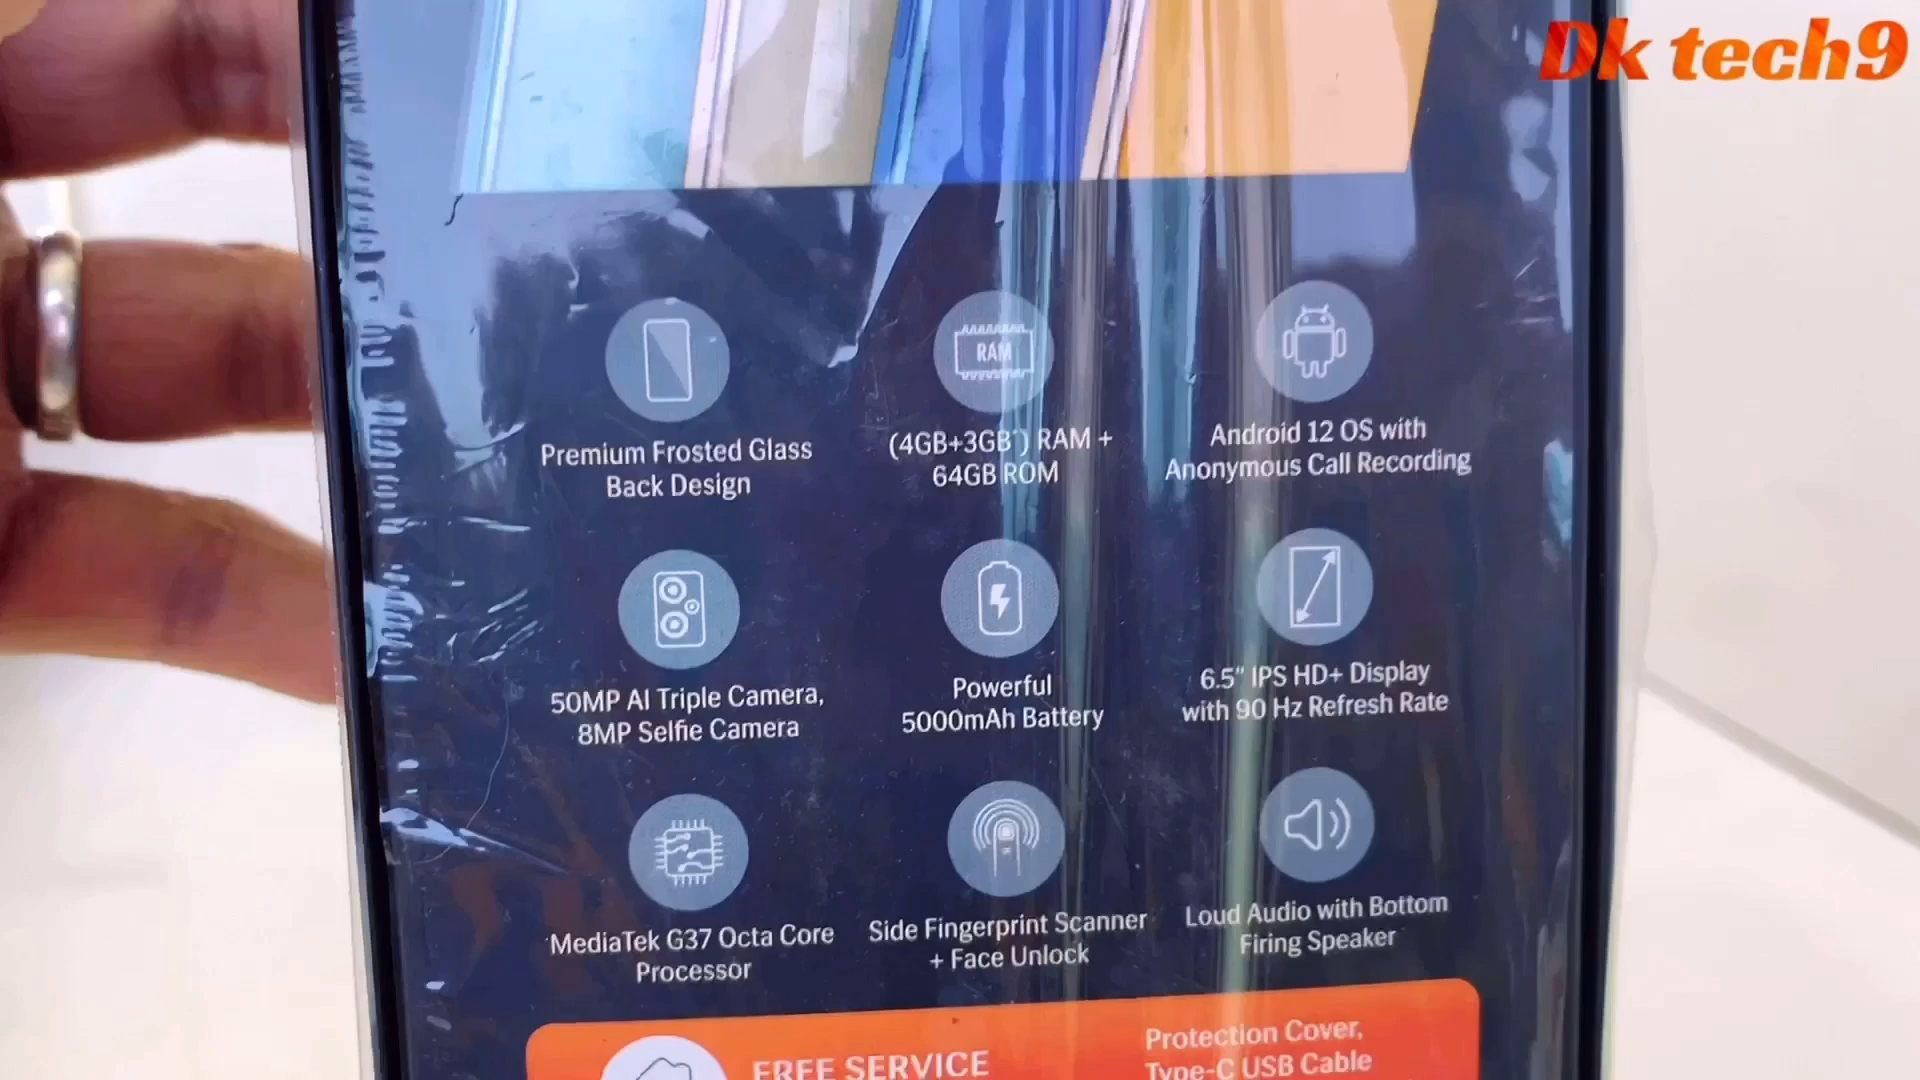 Dk tech9
RAM
Premium Frosted Glass
Back Design
(4GB+3GB*) RAM +
64GB ROM
Android 12 OS with
Anonymous Call Recording
50MP AI Triple Camera,
8MP Selfie Camera
Powerful
5000mAh Battery
6.5" IPS HD+ Display
with 90 Hz Refresh Rate
MediaTek G37 Octa Core
Processor
Side Fingerprint Scanner
+ Face Unlock
Loud Audio with Bottom
Firing Speaker
FREE SERVICE
Protection Cover,
Type-C USB Cable